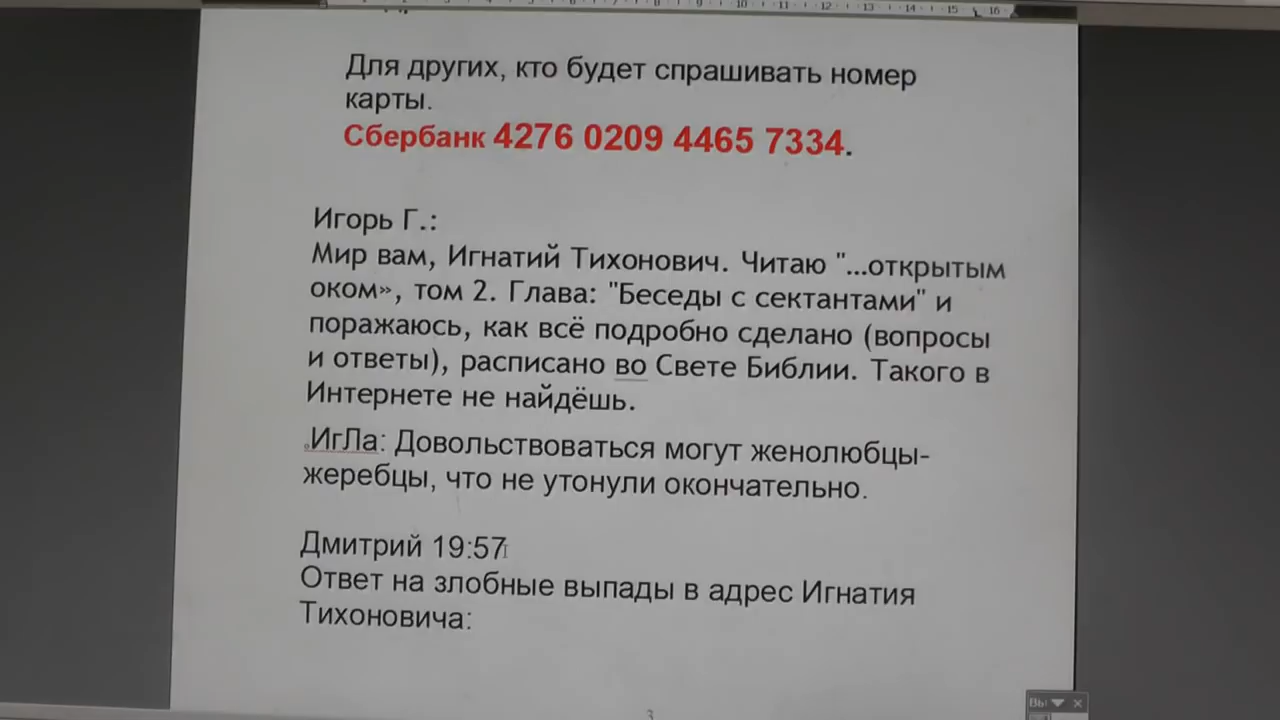 Для других, кто будет спрашивать номер
карты.
Сбербанк 4276 0209 4465 7334.
Игорь Г.:
Мир вам, Игнатий Тихонович. Читаю "...открытым
оком», том 2. Глава: "Беседы с сектантами" и
поражаюсь, как всё подробно сделано (вопросы
и ответы), расписано во Свете Библии. Такого в
Интернете не найдёшь.
.ИгЛа: Довольствоваться могут женолюбцы-
жеребцы, что не утонули окончательно.
Дмитрий 19:57
Ответ на злобные выпады в адрес Игнатия
Тихоновича:
3